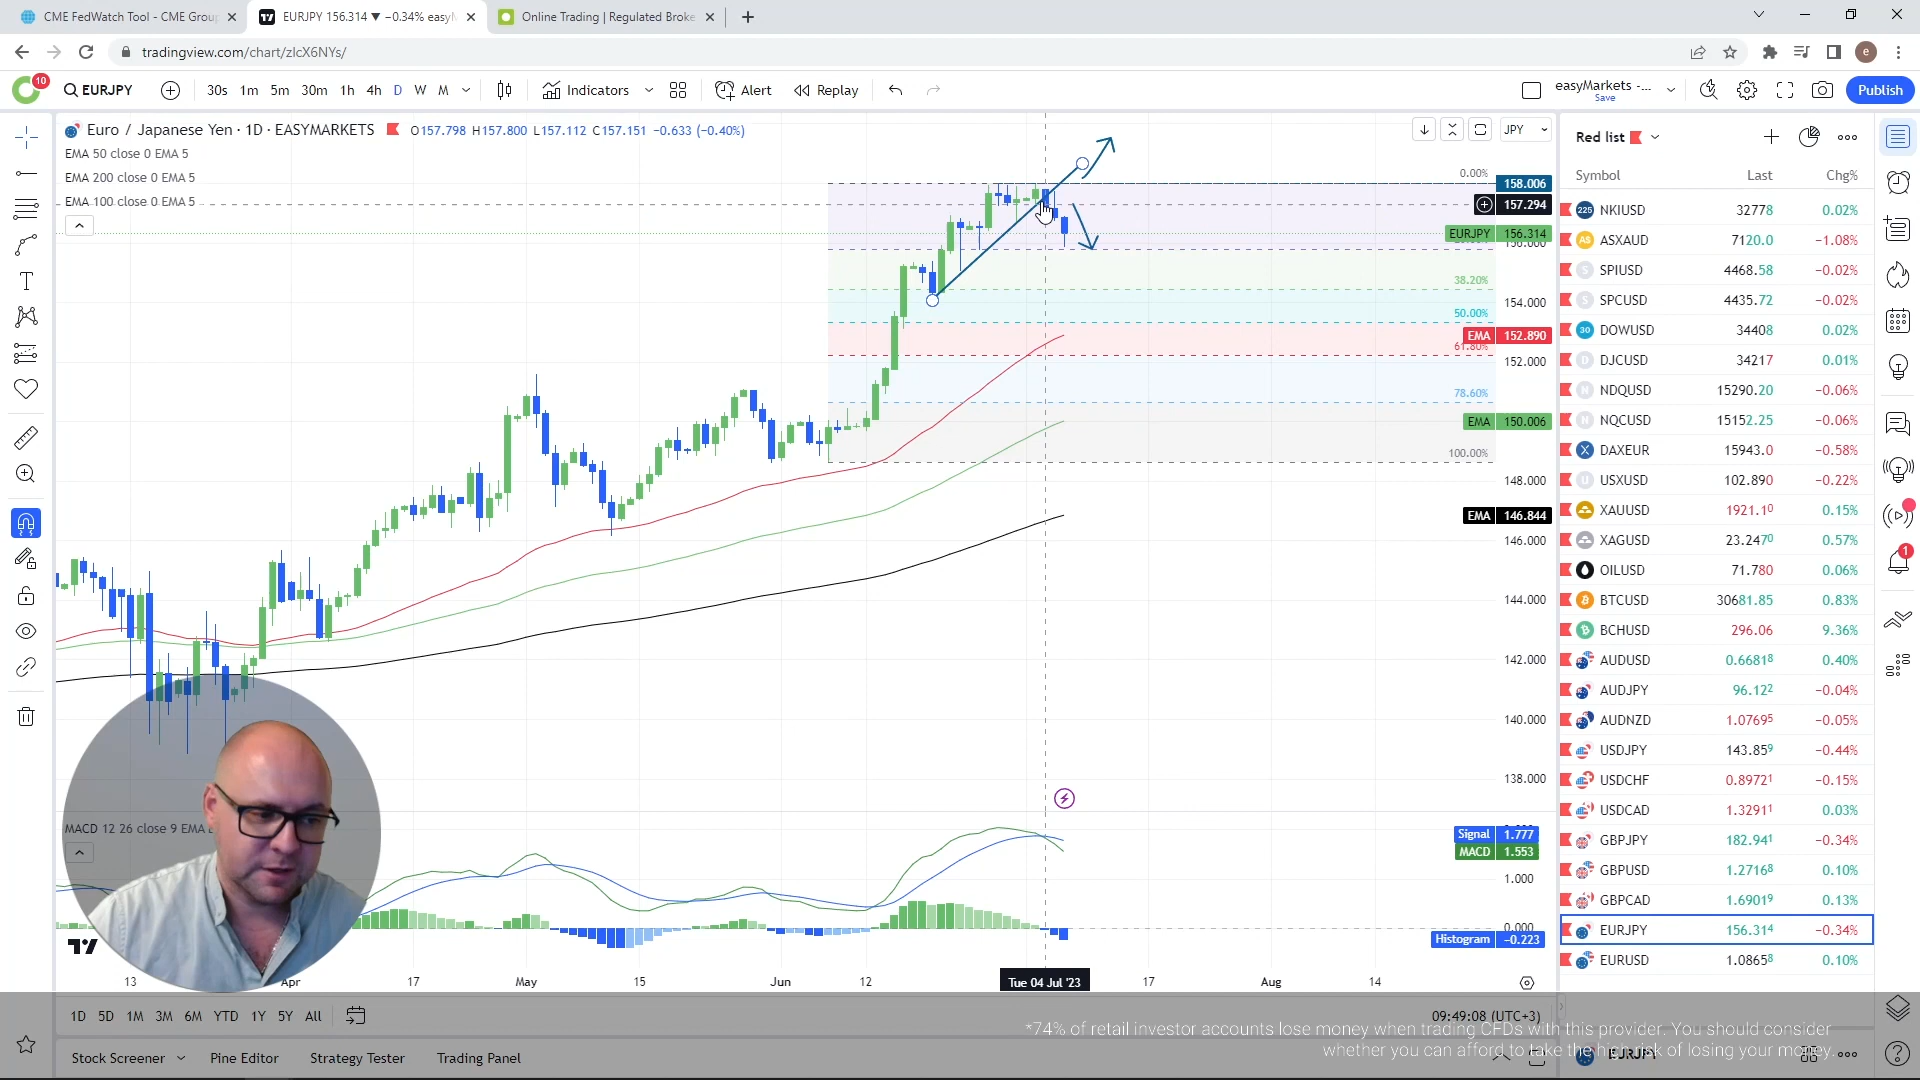 CME FedWatch Tool - CME Group
EURJPY 156.314 ▼ −0.34% easyM
Online Trading | Regulated Broke
tradingview.com/chart/zlcX6NYs/
e
10
EURJPY
30s 1m 5m 30m 1h 4h D W M
Indicators
Alert
Replay
easyMarkets -...
Save
Publish
Euro / Japanese Yen · 1D · EASYMARKETS O157.798 H157.800 L157.112 C157.151 −0.633 (−0.40%)
EMA 50 close 0 EMA 5
EMA 200 close 0 EMA 5
EMA 100 close 0 EMA 5
JPY
0.00%
158.006
157.294
EURJPY 156.314
156.000
38.20%
154.000
50.00%
EMA 152.890
61.80%
152.000
78.60%
EMA 150.006
100.00%
148.000
EMA 146.844
146.000
144.000
142.000
140.000
138.000
MACD 12 26 close 9 EMA
Signal 1.777
MACD 1.553
1.000
0.000
Histogram −0.223
13 Apr 17 May 15 Jun 12 Tue 04 Jul '23 17 Aug 14
1D 5D 1M 3M 6M YTD 1Y 5Y All
09:49:08 (UTC+3)
*74% of retail investor accounts lose money when trading CFDs with this provider. You should consider
whether you can afford to take the high risk of losing your money.
Stock Screener Pine Editor Strategy Tester Trading Panel
Red list
Symbol Last Chg%
NKIUSD 32778 0.02%
ASXAUD 7120.0 −1.08%
SPIUSD 4468.58 −0.02%
SPCUSD 4435.72 −0.02%
DOWUSD 34408 0.02%
DJCUSD 34217 0.01%
NDQUSD 15290.20 −0.06%
NQCUSD 15152.25 −0.06%
DAXEUR 15943.0 −0.58%
USXUSD 102.890 −0.22%
XAUUSD 1921.10 0.15%
XAGUSD 23.2470 0.57%
OILUSD 71.780 0.06%
BTCUSD 30681.85 0.83%
BCHUSD 296.06 9.36%
AUDUSD 0.66818 0.40%
AUDJPY 96.122 −0.04%
AUDNZD 1.07695 −0.05%
USDJPY 143.859 −0.44%
USDCHF 0.89721 −0.15%
USDCAD 1.32911 0.03%
GBPJPY 182.941 −0.34%
GBPUSD 1.27168 0.10%
GBPCAD 1.69019 0.13%
EURJPY 156.314 −0.34%
EURUSD 1.08658 0.10%
EURJPY
1